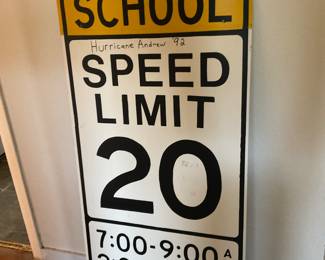 SCHOOL
Hurricane Andrew '92
SPEED
LIMIT
20
7:00-9:00 A